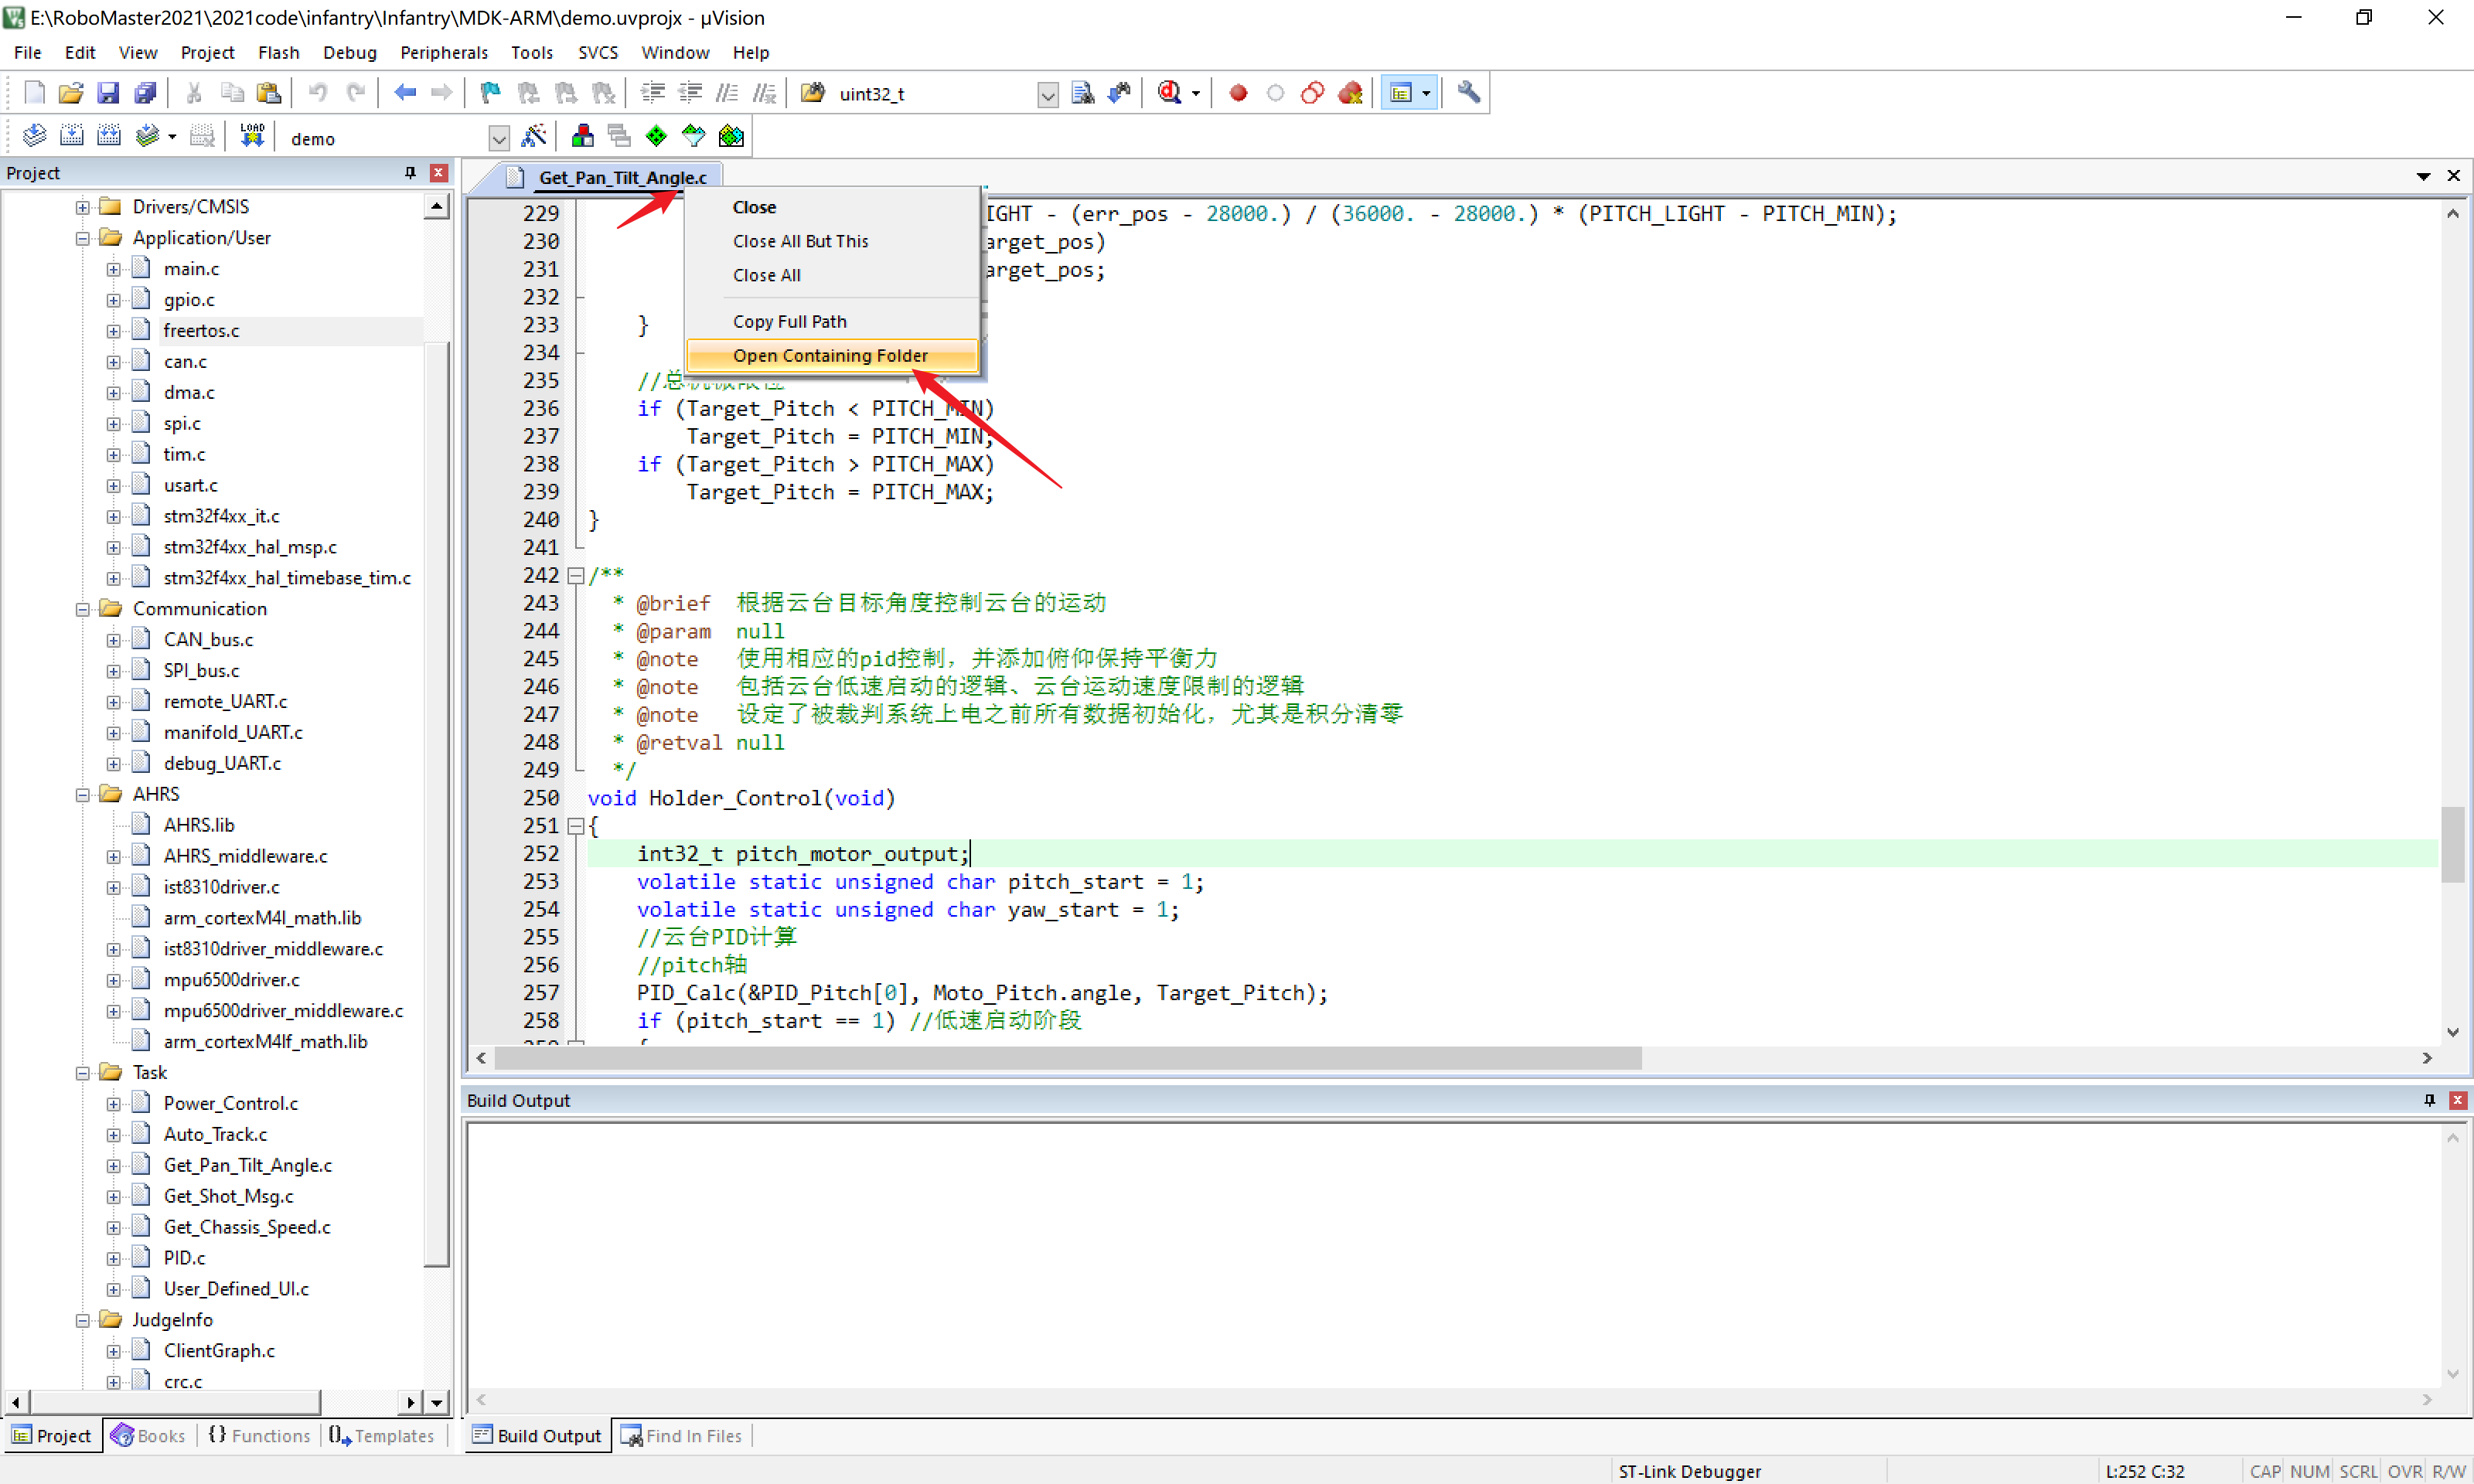 E:\RoboMaster2021\2021code\infantry\Infantry\MDK-ARM\demo.uvprojx - µVision
File Edit View Project Flash Debug Peripherals Tools SVCS Window Help
uint32_t
LOAD demo
Project
Drivers/CMSIS
Application/User
main.c
gpio.c
freertos.c
can.c
dma.c
spi.c
tim.c
usart.c
stm32f4xx_it.c
stm32f4xx_hal_msp.c
stm32f4xx_hal_timebase_tim.c
Communication
CAN_bus.c
SPI_bus.c
remote_UART.c
manifold_UART.c
debug_UART.c
AHRS
AHRS.lib
AHRS_middleware.c
ist8310driver.c
arm_cortexM4l_math.lib
ist8310driver_middleware.c
mpu6500driver.c
mpu6500driver_middleware.c
arm_cortexM4lf_math.lib
Task
Power_Control.c
Auto_Track.c
Get_Pan_Tilt_Angle.c
Get_Shot_Msg.c
Get_Chassis_Speed.c
PID.c
User_Defined_UI.c
JudgeInfo
ClientGraph.c
crc.c
Project Books Functions Templates
Get_Pan_Tilt_Angle.c
Close
Close All But This
Close All
Copy Full Path
Open Containing Folder
229 IGHT - (err_pos - 28000.) / (36000. - 28000.) * (PITCH_LIGHT - PITCH_MIN);
230 arget_pos)
231 arget_pos;
232
233 }
234
235 //总
236 if (Target_Pitch < PITCH_MIN)
237 Target_Pitch = PITCH_MIN;
238 if (Target_Pitch > PITCH_MAX)
239 Target_Pitch = PITCH_MAX;
240 }
241
242 /**
243 * @brief 根据云台目标角度控制云台的运动
244 * @param null
245 * @note 使用相应的pid控制，并添加俯仰保持平衡力
246 * @note 包括云台低速启动的逻辑、云台运动速度限制的逻辑
247 * @note 设定了被裁判系统上电之前所有数据初始化，尤其是积分清零
248 * @retval null
249 */
250 void Holder_Control(void)
251 {
252 int32_t pitch_motor_output;
253 volatile static unsigned char pitch_start = 1;
254 volatile static unsigned char yaw_start = 1;
255 //云台PID计算
256 //pitch轴
257 PID_Calc(&PID_Pitch[0], Moto_Pitch.angle, Target_Pitch);
258 if (pitch_start == 1) //低速启动阶段
Build Output
Build Output Find In Files
ST-Link Debugger L:252 C:32 CAP NUM SCRL OVR R/W